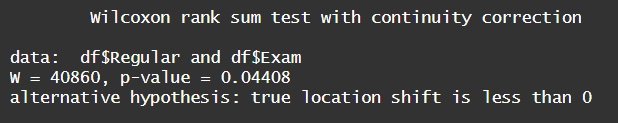 Wilcoxon rank sum test with continuity correction
data:  df$Regular and df$Exam
W = 40860, p-value = 0.04408
alternative hypothesis: true location shift is less than 0